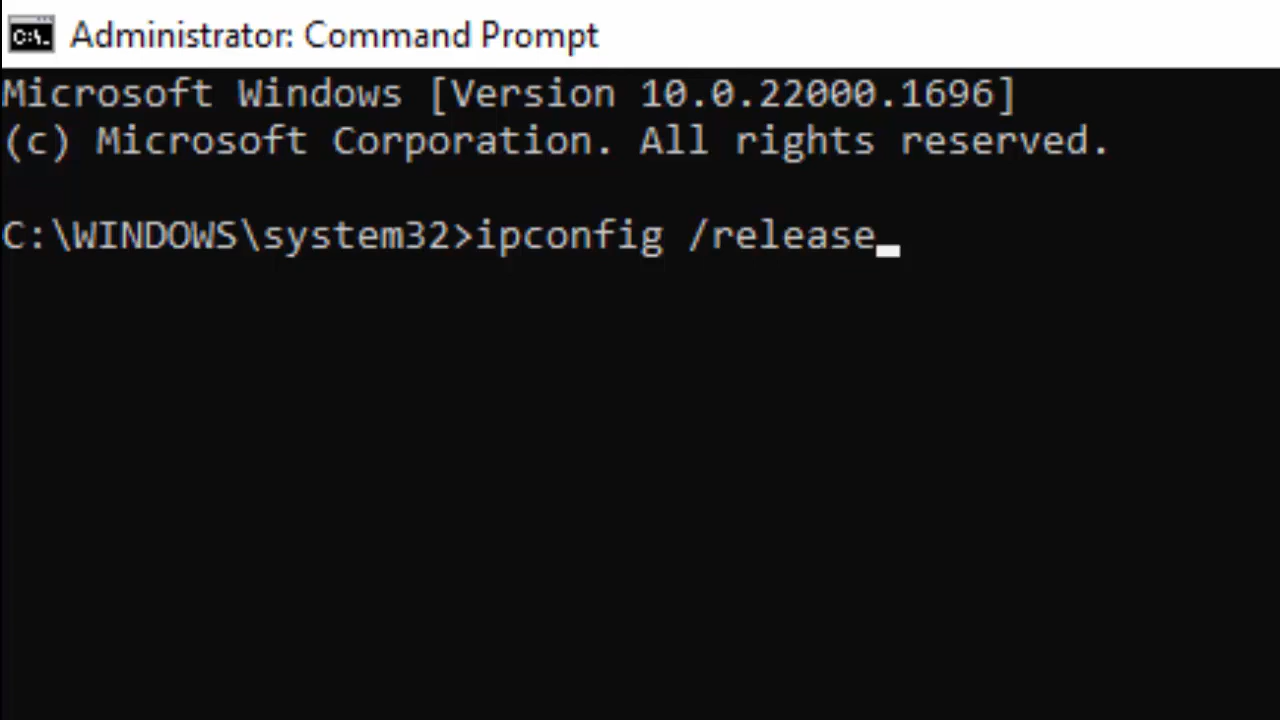 Administrator: Command Prompt
Microsoft Windows [Version 10.0.22000.1696]
(c) Microsoft Corporation. All rights reserved.
C:\WINDOWS\system32>ipconfig /release